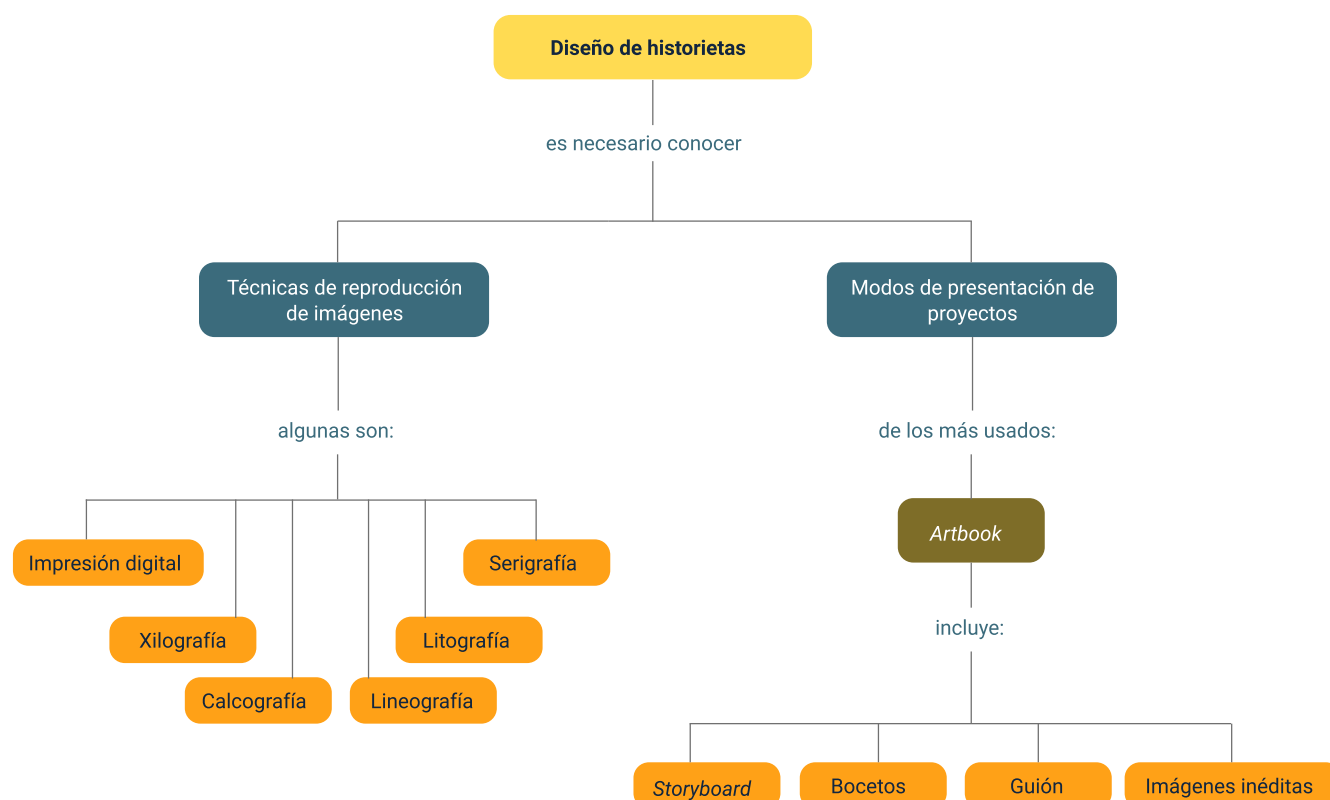 Diseño de historietas
es necesario conocer
Técnicas de reproducción
de imágenes
Modos de presentación de
proyectos
algunas son:
de los más usados:
Impresión digital
Serigrafía
Artbook
Xilografía
Litografía
incluye:
Calcografía
Lineografía
Storyboard
Bocetos
Guión
Imágenes inéditas